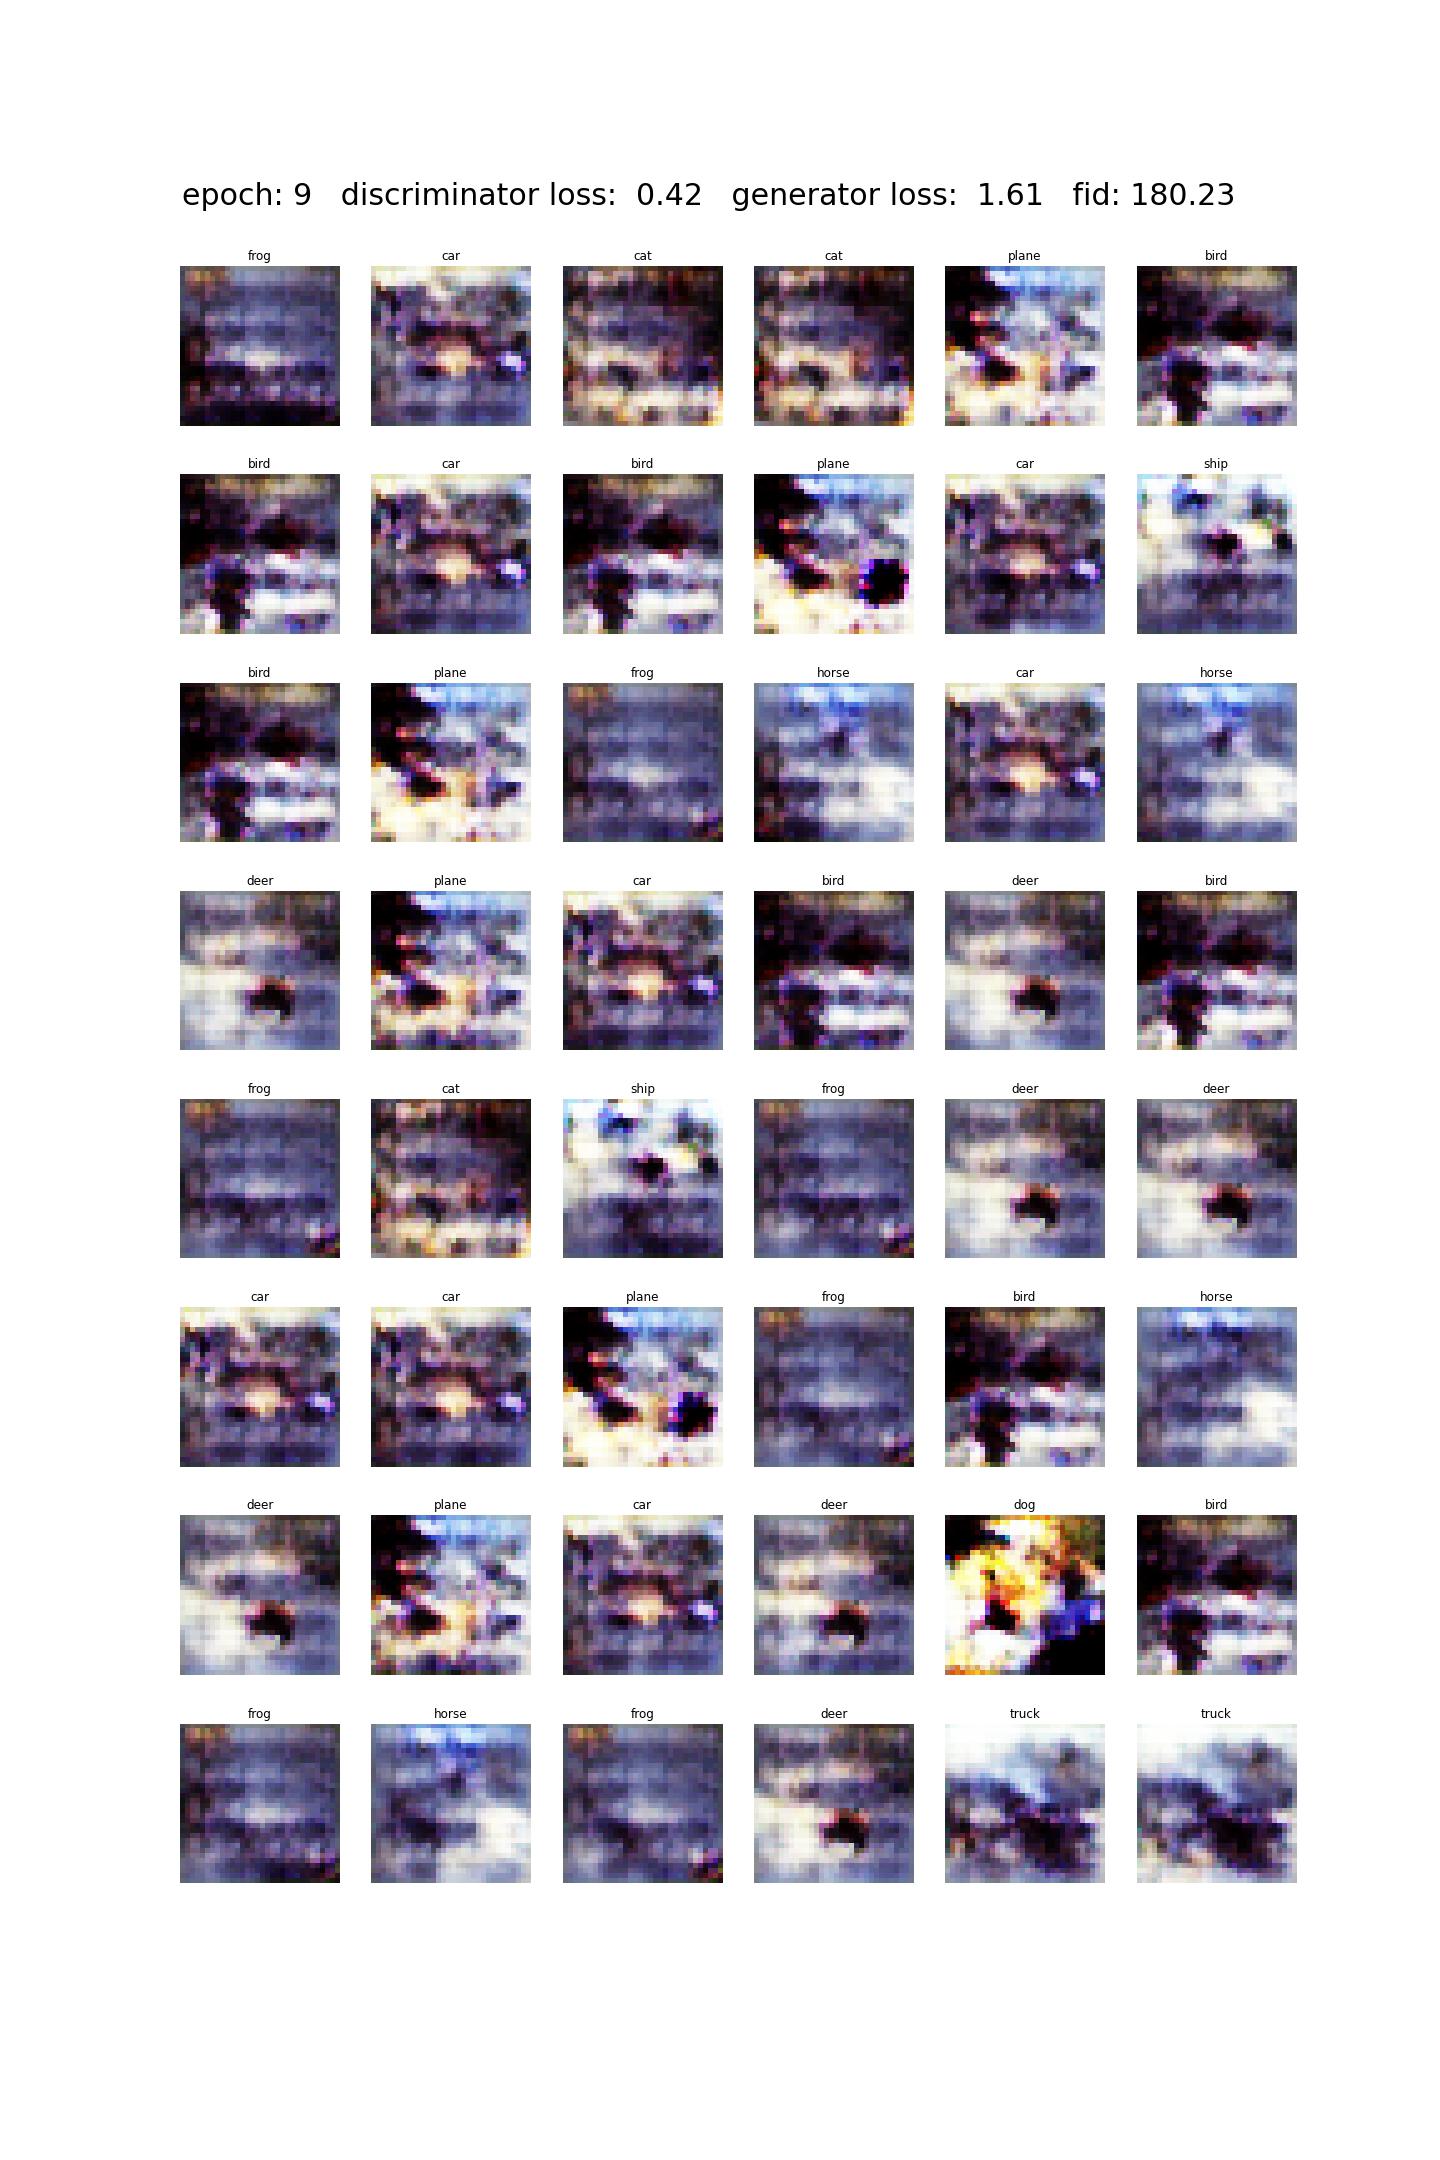 epoch: 9 discriminator loss: 0.42 generator loss: 1.61 fid: 180.23
frog car cat cat plane bird
bird car bird plane car ship
bird plane frog horse car horse
deer plane car bird deer bird
frog cat ship frog deer deer
car car plane frog bird horse
deer plane car deer dog bird
frog horse frog deer truck truck